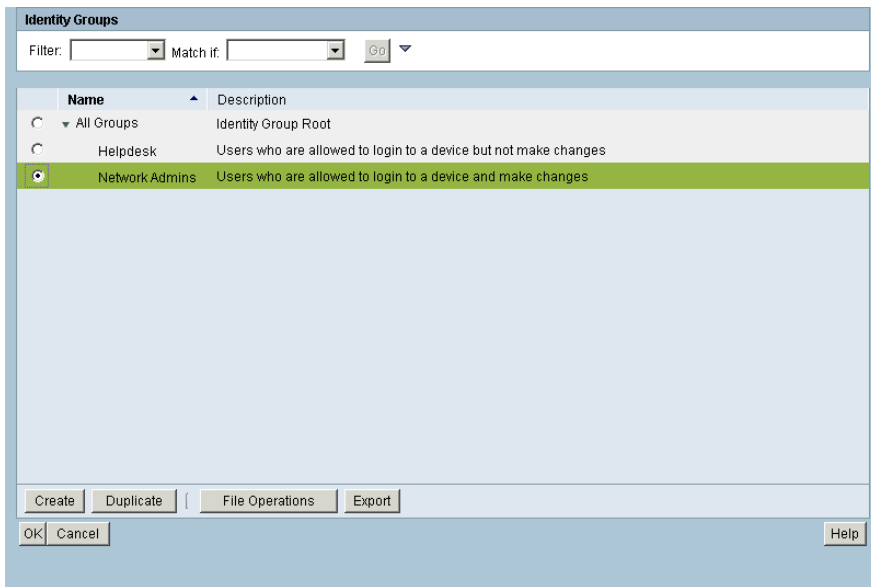 Identity Groups
Filter: Match if: Go
Name Description
All Groups Identity Group Root
Helpdesk Users who are allowed to login to a device but not make changes
Network Admins Users who are allowed to login to a device and make changes
Create Duplicate File Operations Export
OK Cancel Help